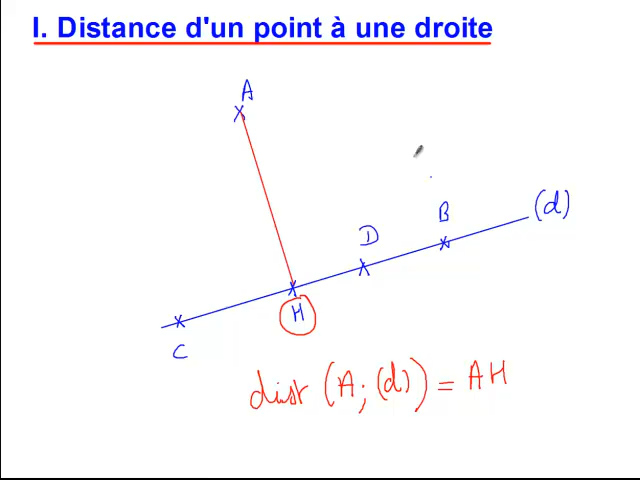 I. Distance d'un point à une droite
A
(d)
B
D
H
C
dist (A ; (d)) = AH